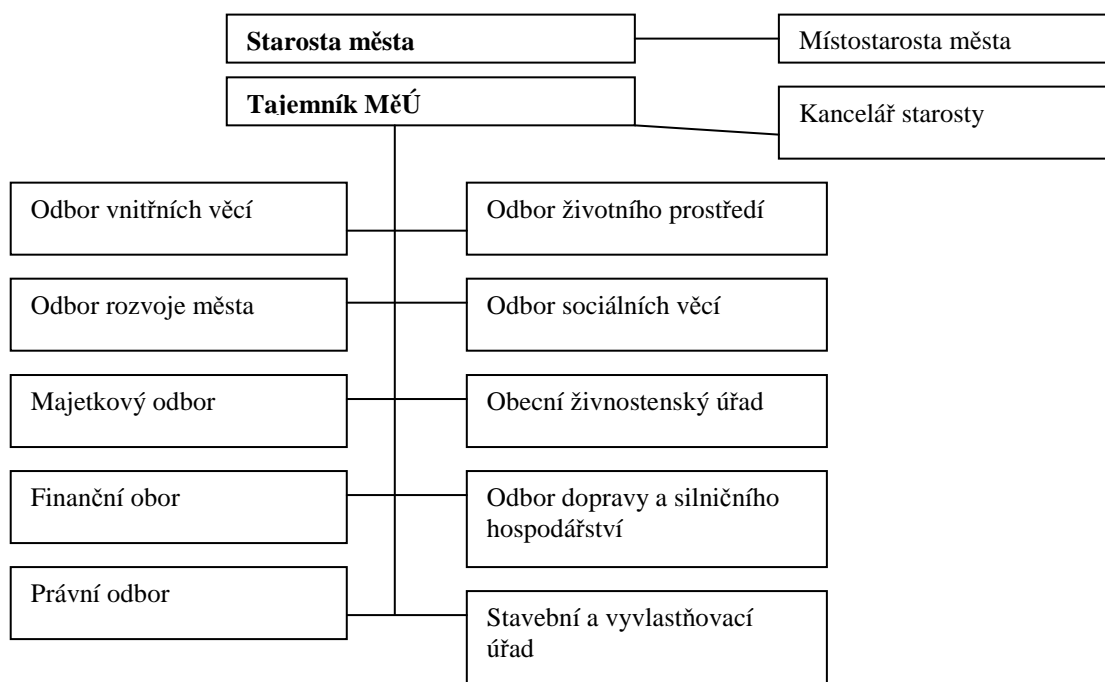 Starosta města
Místostarosta města
Tajemník MěÚ
Kancelář starosty
Odbor vnitřních věcí
Odbor životního prostředí
Odbor rozvoje města
Odbor sociálních věcí
Majetkový odbor
Obecní živnostenský úřad
Finanční obor
Odbor dopravy a silničního
hospodářství
Právní odbor
Stavební a vyvlastňovací
úřad